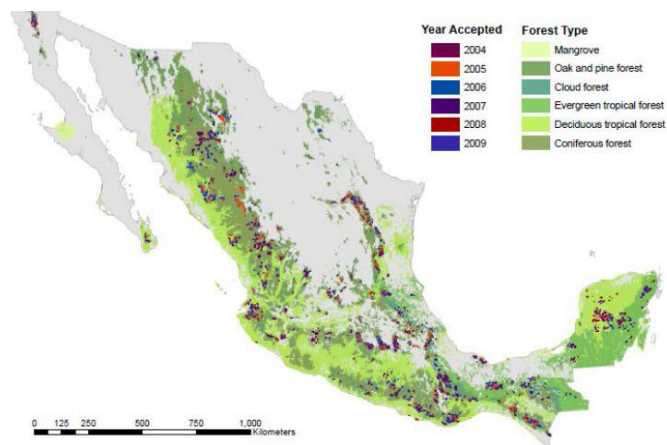 Year Accepted
2004
2005
2006
2007
2008
2009
Forest Type
Mangrove
Oak and pine forest
Cloud forest
Evergreen tropical forest
Deciduous tropical forest
Coniferous forest
0 125 250 500 750 1,000
Kilometers